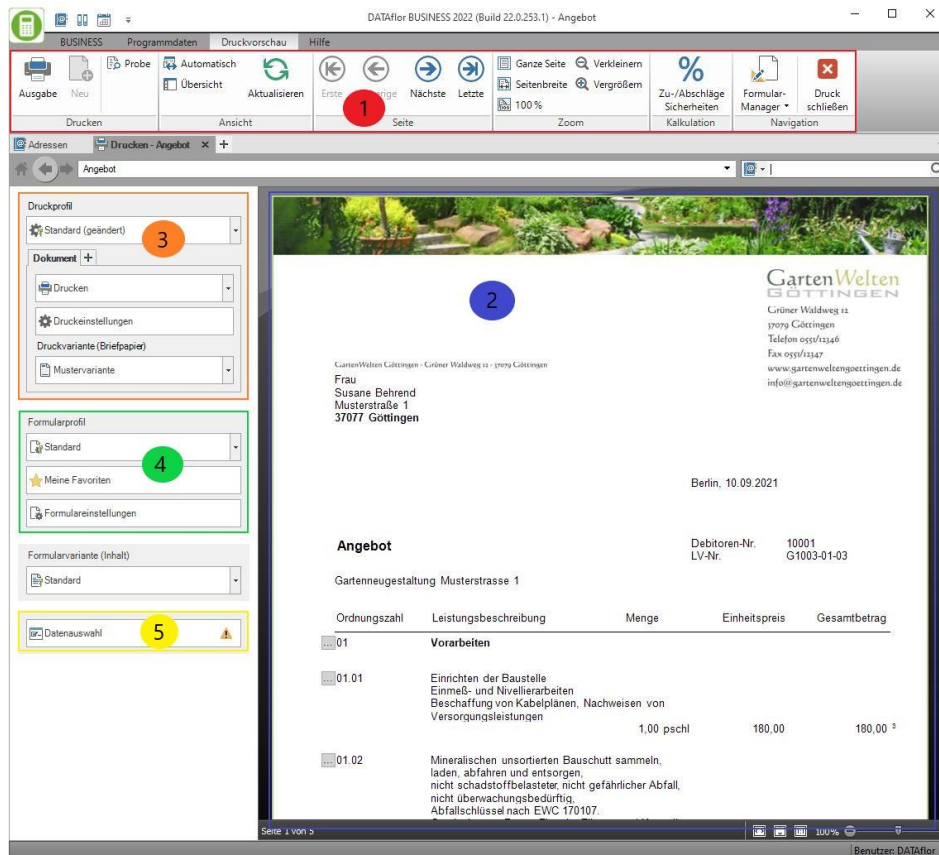 DATAflor BUSINESS 2022 (Build 22.0.253.1) - Angebot
BUSINESS Programmdaten Druckvorschau Hilfe
Ausgabe
Neu
Probe
Drucken
Automatisch
Übersicht
Aktualisieren
Ansicht
Erste
Nächste
Letzte
1
Seite
Ganze Seite
Seitenbreite
100 %
Verkleinern
Vergrößern
Zoom
Zu-/Abschläge
Sicherheiten
Kalkulation
Formular-
Manager
Druck
schließen
Navigation
Adressen
Drucken - Angebot
Angebot
Druckprofil
Standard (geändert)
3
Dokument
Drucken
Druckeinstellungen
Druckvariante (Briefpapier)
Mustervariante
Formularprofil
Standard
4
Meine Favoriten
Formulareinstellungen
Formularvariante (Inhalt)
Standard
Datenauswahl
5
2
GartenWelten
GÖTTINGEN
Grüner Waldweg 12
37079 Göttingen
Telefon 0551/12346
Fax 0551/12347
www.gartenweltengoettingen.de
info@gartenweltengoettingen.de
GartenWelten Göttingen - Grüner Waldweg 12 - 37079 Göttingen
Frau
Susane Behrend
Musterstraße 1
37077 Göttingen
Berlin, 10.09.2021
Angebot
Debitoren-Nr. 10001
LV-Nr. G1003-01-03
Gartenneugestaltung Musterstrasse 1
Ordnungszahl Leistungsbeschreibung Menge Einheitspreis Gesamtbetrag
... 01 Vorarbeiten
... 01.01 Einrichten der Baustelle
Einmeß- und Nivellierarbeiten
Beschaffung von Kabelplänen, Nachweisen von
Versorgungsleistungen
1,00 pschl 180,00 180,00 3
... 01.02 Mineralischen unsortierten Bauschutt sammeln,
laden, abfahren und entsorgen,
nicht schadstoffbelasteter, nicht gefährlicher Abfall,
nicht überwachungsbedürftig,
Abfallschlüssel nach EWC 170107.
Seite 1 von 5
100%
Benutzer: DATAflor